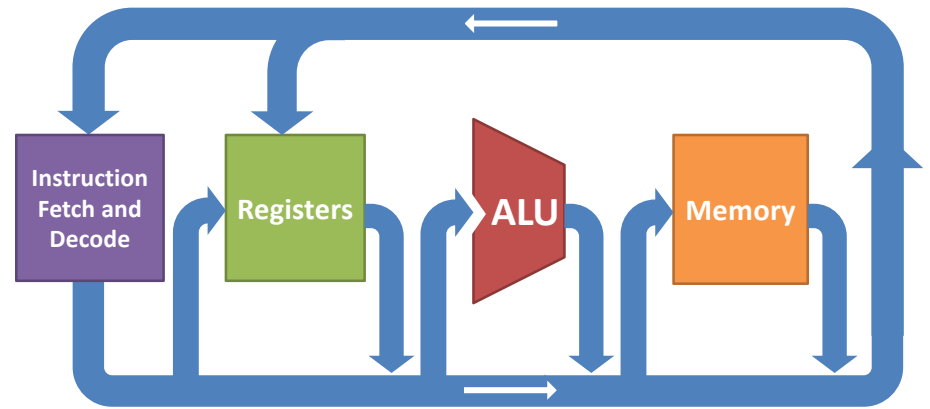 Instruction
Fetch and
Decode
Registers
ALU
Memory